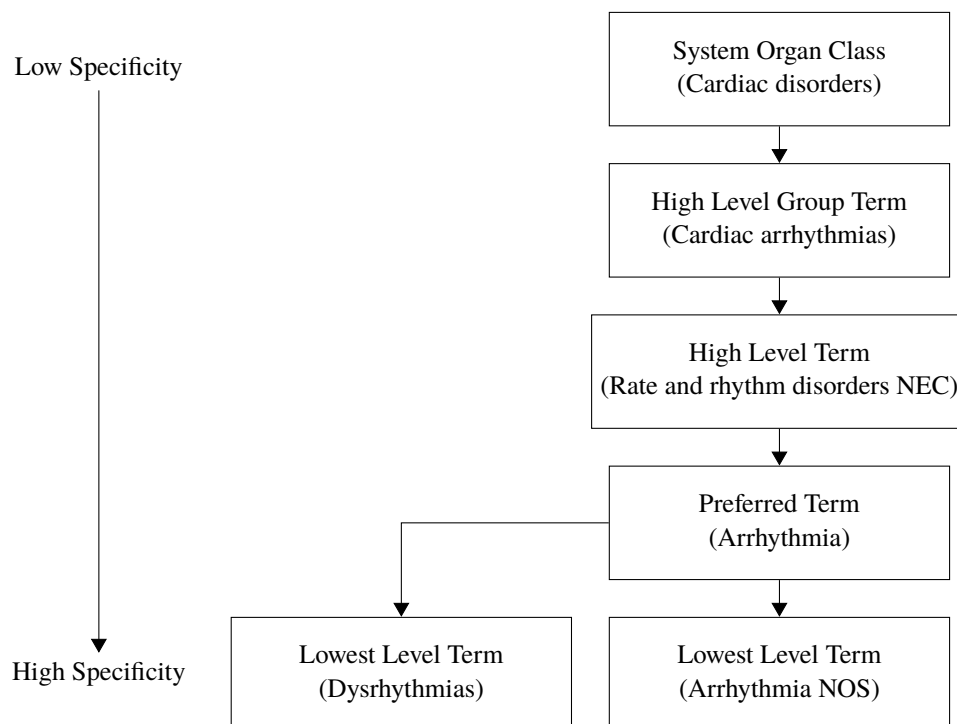 Low Specificity
System Organ Class
(Cardiac disorders)
High Level Group Term
(Cardiac arrhythmias)
High Level Term
(Rate and rhythm disorders NEC)
Preferred Term
(Arrhythmia)
High Specificity
Lowest Level Term
(Dysrhythmias)
Lowest Level Term
(Arrhythmia NOS)